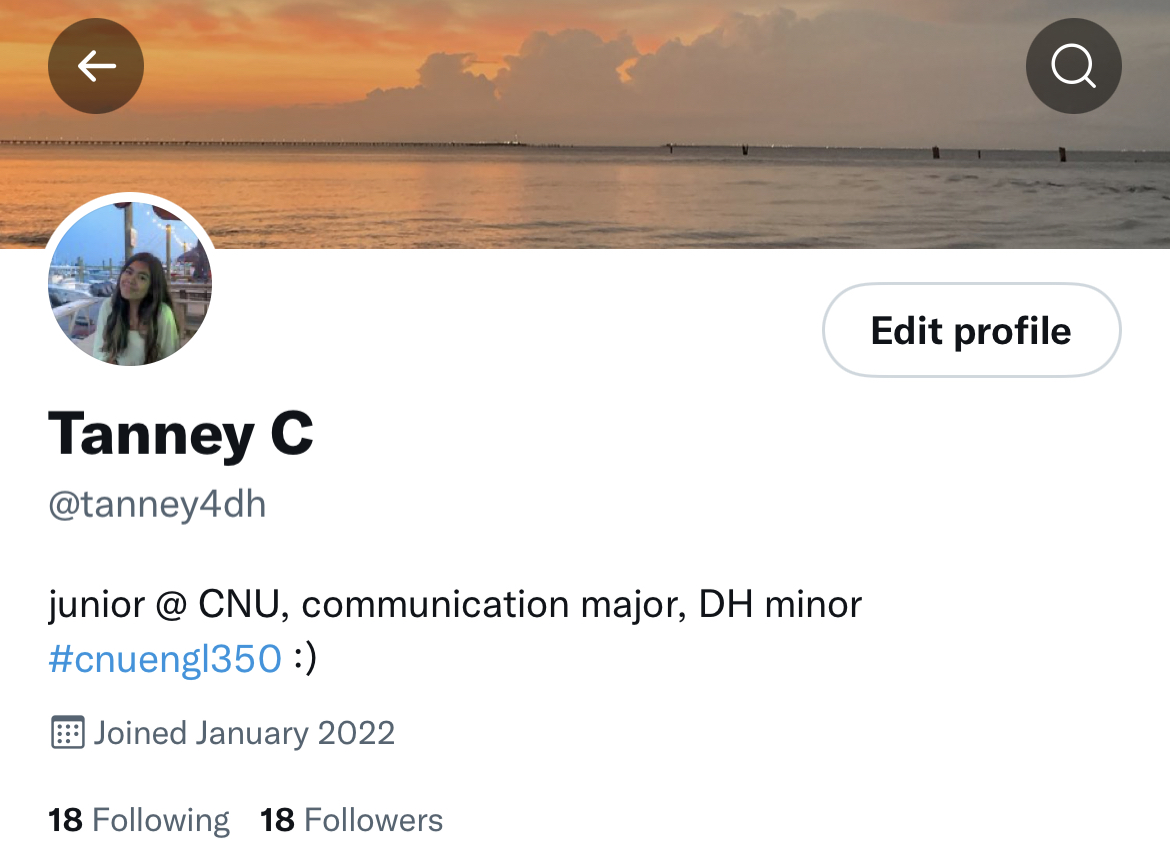 Edit profile
Tanney C
@tanney4dh
junior @ CNU, communication major, DH minor
#cnuengl350 :)
Joined January 2022
18 Following 18 Followers